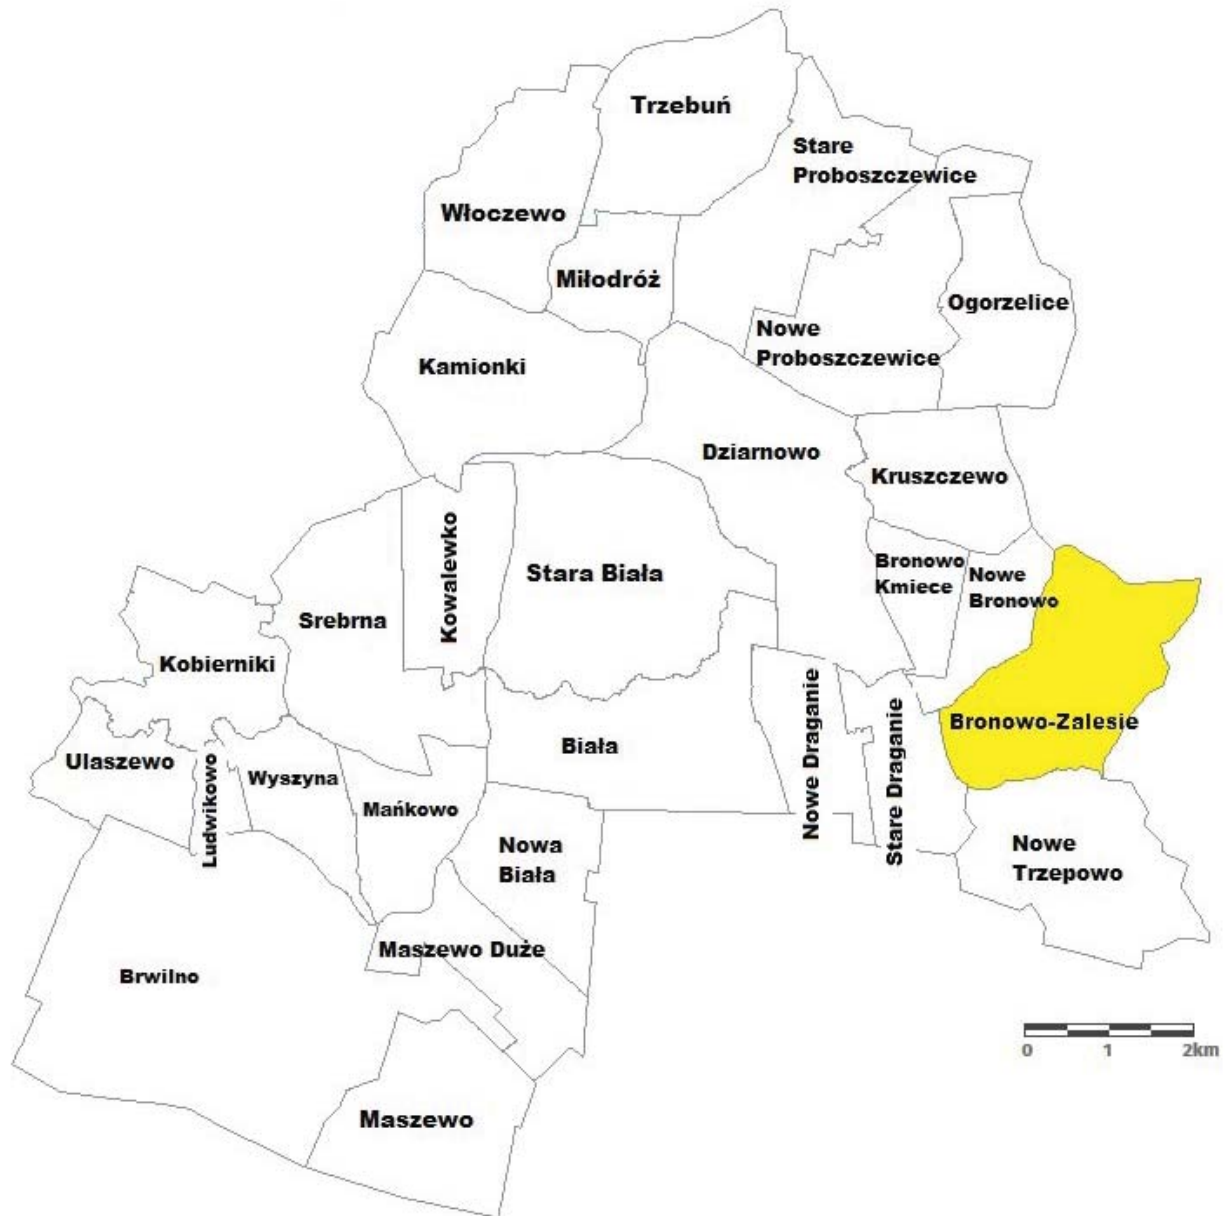 Trzebuń
Stare
Proboszczewice
Włoczewo
Miłodróż
Ogorzelice
Nowe
Proboszczewice
Kamionki
Dziarnowo
Kruszczewo
Kowalewko
Stara Biała
Bronowo
Kmiece
Nowe
Bronowo
Srebrna
Kobierniki
Bronowo-Zalesie
Nowe Draganie
Stare Draganie
Biała
Ulaszewo
Ludwikowo
Wyszyna
Mańkowo
Nowa
Biała
Nowe
Trzepowo
Maszewo Duże
Brwilno
Maszewo
0 1 2km